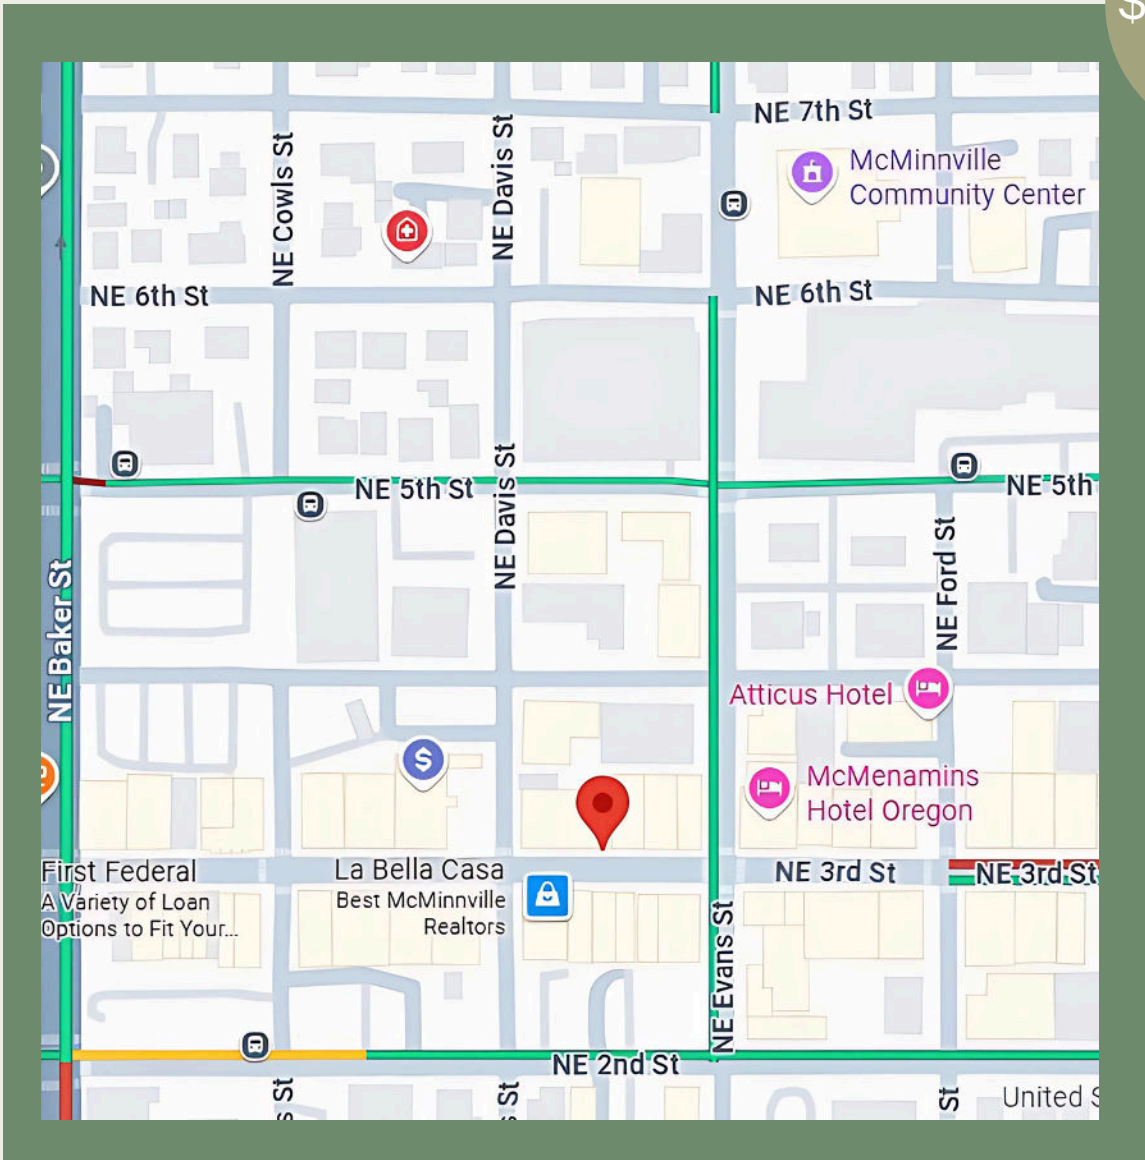 $
NE 7th St
McMinnville
Community Center
NE Cowls St
NE Davis St
NE 6th St
NE 6th St
NE Davis St
NE 5th St
NE 5th
NE Baker St
NE Ford St
Atticus Hotel
$
McMenamins
Hotel Oregon
First Federal
A Variety of Loan
Options to Fit Your...
La Bella Casa
Best McMinnville
Realtors
NE 3rd St
NE 3rd St
NE Evans St
NE 2nd St
s St
s St
St
United S